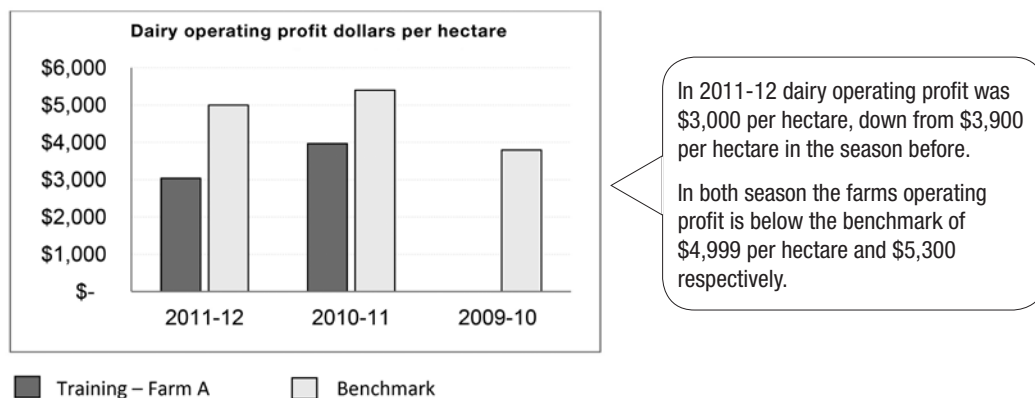 Dairy operating profit dollars per hectare
$6,000
$5,000
$4,000
$3,000
$2,000
$1,000
$-
2011-12
2010-11
2009-10
Training – Farm A
Benchmark
In 2011-12 dairy operating profit was
$3,000 per hectare, down from $3,900
per hectare in the season before.
In both season the farms operating
profit is below the benchmark of
$4,999 per hectare and $5,300
respectively.